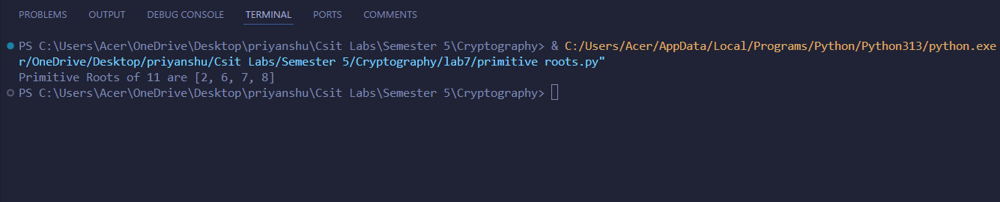 PROBLEMS OUTPUT DEBUG CONSOLE TERMINAL PORTS COMMENTS
PS C:\Users\Acer\OneDrive\Desktop\priyanshu\Csit Labs\Semester 5\Cryptography> & C:/Users/Acer/AppData/Local/Programs/Python/Python313/python.exe
r/OneDrive/Desktop/priyanshu/Csit Labs/Semester 5/Cryptography/lab7/primitive roots.py"
Primitive Roots of 11 are [2, 6, 7, 8]
PS C:\Users\Acer\OneDrive\Desktop\priyanshu\Csit Labs\Semester 5\Cryptography>